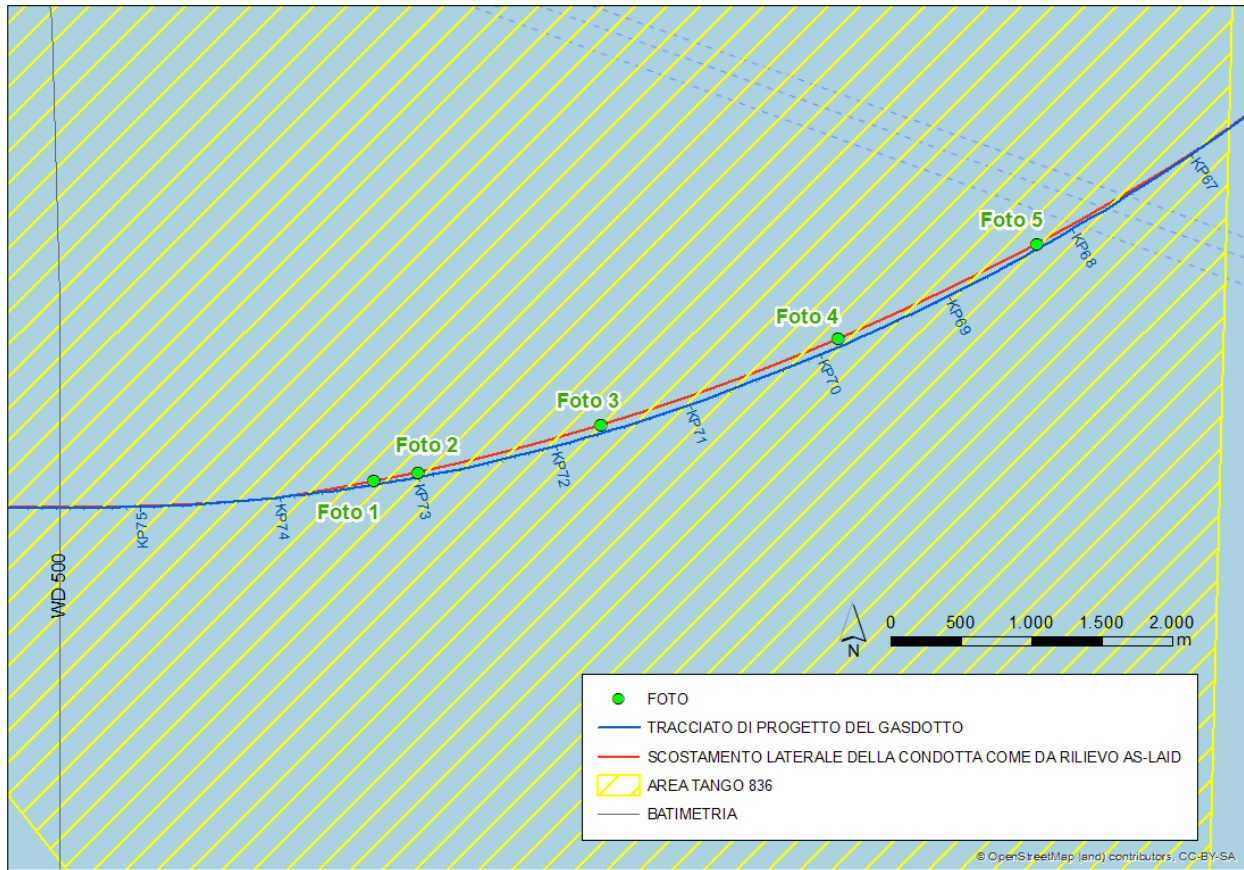 KP67
Foto 5
KP68
KP69
Foto 4
KP70
Foto 3
KP71
Foto 2
KP72
KP73
Foto 1
KP74
KP75
WD 500
0 500 1.000 1.500 2.000
m
N
FOTO
TRACCIATO DI PROGETTO DEL GASDOTTO
SCOSTAMENTO LATERALE DELLA CONDOTTA COME DA RILIEVO AS-LAID
AREA TANGO 836
BATIMETRIA
© OpenStreetMap (and) contributors, CC-BY-SA